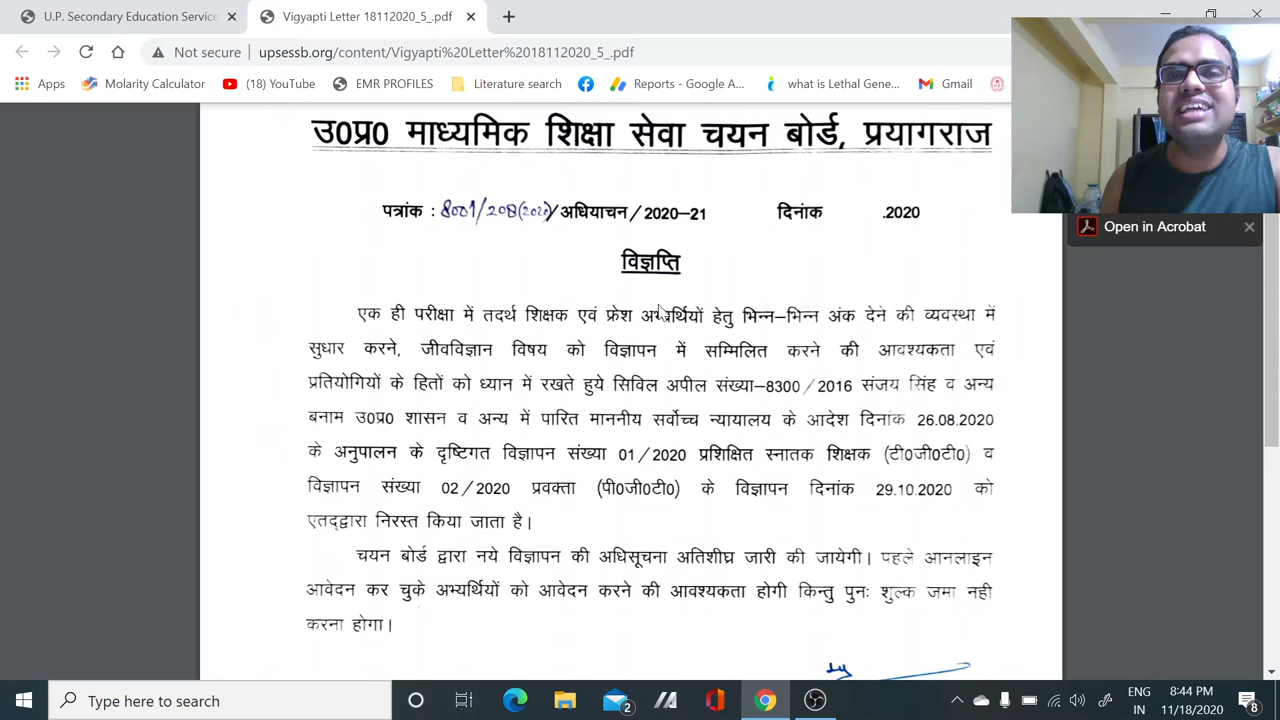 U.P. Secondary Education Service
Vigyapti Letter 18112020_5_.pdf
Not secure
upsessb.org/content/Vigyapti%20Letter%2018112020_5_.pdf
Apps
Molarity Calculator
(18) YouTube
EMR PROFILES
Literature search
Reports - Google A...
what is Lethal Gene...
Gmail
उ0प्र0 माध्यमिक शिक्षा सेवा चयन बोर्ड, प्रयागराज
पत्रांक : 8001/208(2020)/अधियाचन/2020-21 दिनांक .2020
Open in Acrobat
विज्ञप्ति
एक ही परीक्षा में तदर्थ शिक्षक एवं फ्रेश अभ्यर्थियों हेतु भिन्न-भिन्न अंक देने की व्यवस्था में
सुधार करने, जीवविज्ञान विषय को विज्ञापन में सम्मिलित करने की आवश्यकता एवं
प्रतियोगियों के हितों को ध्यान में रखते हुये सिविल अपील संख्या-8300/2016 संजय सिंह व अन्य
बनाम उ0प्र0 शासन व अन्य में पारित माननीय सर्वोच्च न्यायालय के आदेश दिनांक 26.08.2020
के अनुपालन के दृष्टिगत विज्ञापन संख्या 01/2020 प्रशिक्षित स्नातक शिक्षक (टी0जी0टी0) व
विज्ञापन संख्या 02/2020 प्रवक्ता (पी0जी0टी0) के विज्ञापन दिनांक 29.10.2020 को
एतद्द्वारा निरस्त किया जाता है।
चयन बोर्ड द्वारा नये विज्ञापन की अधिसूचना अतिशीघ्र जारी की जायेगी। पहले आनलाइन
आवेदन कर चुके अभ्यर्थियों को आवेदन करने की आवश्यकता होगी किन्तु पुनः शुल्क जमा नही
करना होगा।
Type here to search
2
ENG
IN
8:44 PM
11/18/2020
8